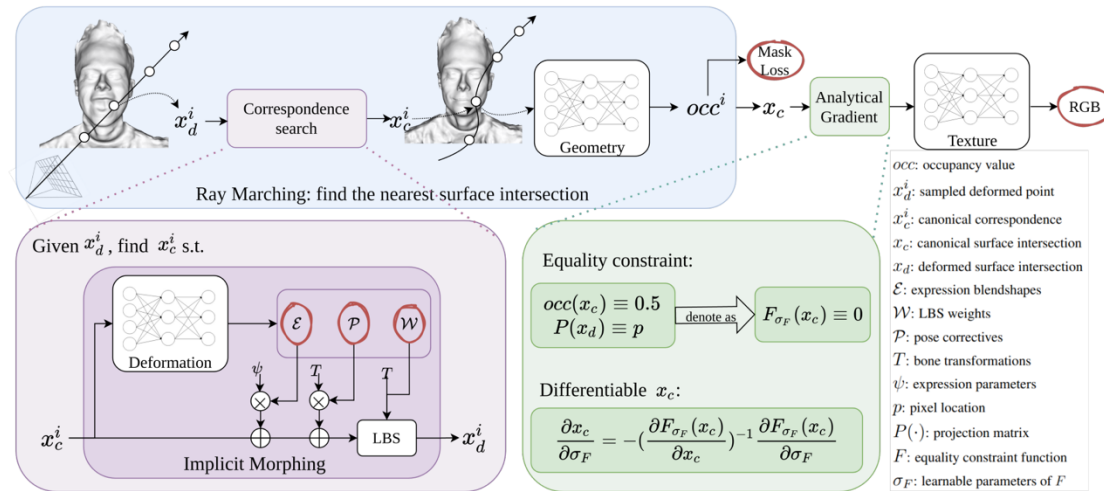 x_d^i
Correspondence
search
x_c^i
Geometry
occ^i
Mask
Loss
x_c
Analytical
Gradient
Texture
RGB
Ray Marching: find the nearest surface intersection
Given x_d^i, find x_c^i s.t.
Deformation
ℰ
𝒫
𝒲
ψ
T
T
x_c^i
LBS
x_d^i
Implicit Morphing
Equality constraint:
occ(x_c) ≡ 0.5
P(x_d) ≡ p
denote as
F_{σ_F}(x_c) ≡ 0
Differentiable x_c:
∂x_c/∂σ_F = -(∂F_{σ_F}(x_c)/∂x_c)^{-1} ∂F_{σ_F}(x_c)/∂σ_F
occ: occupancy value
x_d^i: sampled deformed point
x_c^i: canonical correspondence
x_c: canonical surface intersection
x_d: deformed surface intersection
ℰ: expression blendshapes
𝒲: LBS weights
𝒫: pose correctives
T: bone transformations
ψ: expression parameters
p: pixel location
P(·): projection matrix
F: equality constraint function
σ_F: learnable parameters of F